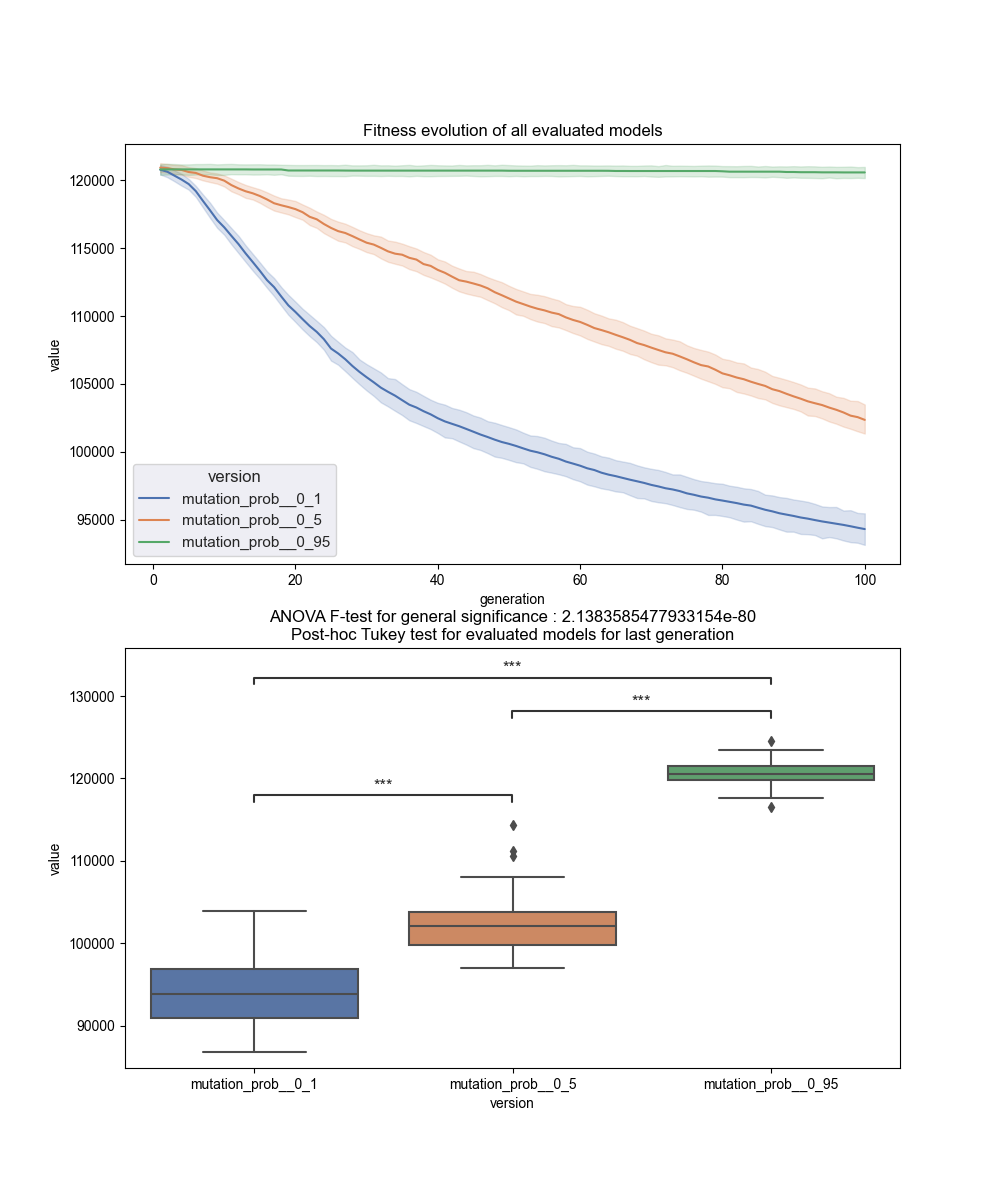 Fitness evolution of all evaluated models
120000
115000
110000
105000
100000
95000
value
version
mutation_prob__0_1
mutation_prob__0_5
mutation_prob__0_95
0 20 40 60 80 100
generation
ANOVA F-test for general significance : 2.1383585477933154e-80
Post-hoc Tukey test for evaluated models for last generation
***
***
***
130000
120000
110000
100000
90000
value
mutation_prob__0_1 mutation_prob__0_5 mutation_prob__0_95
version